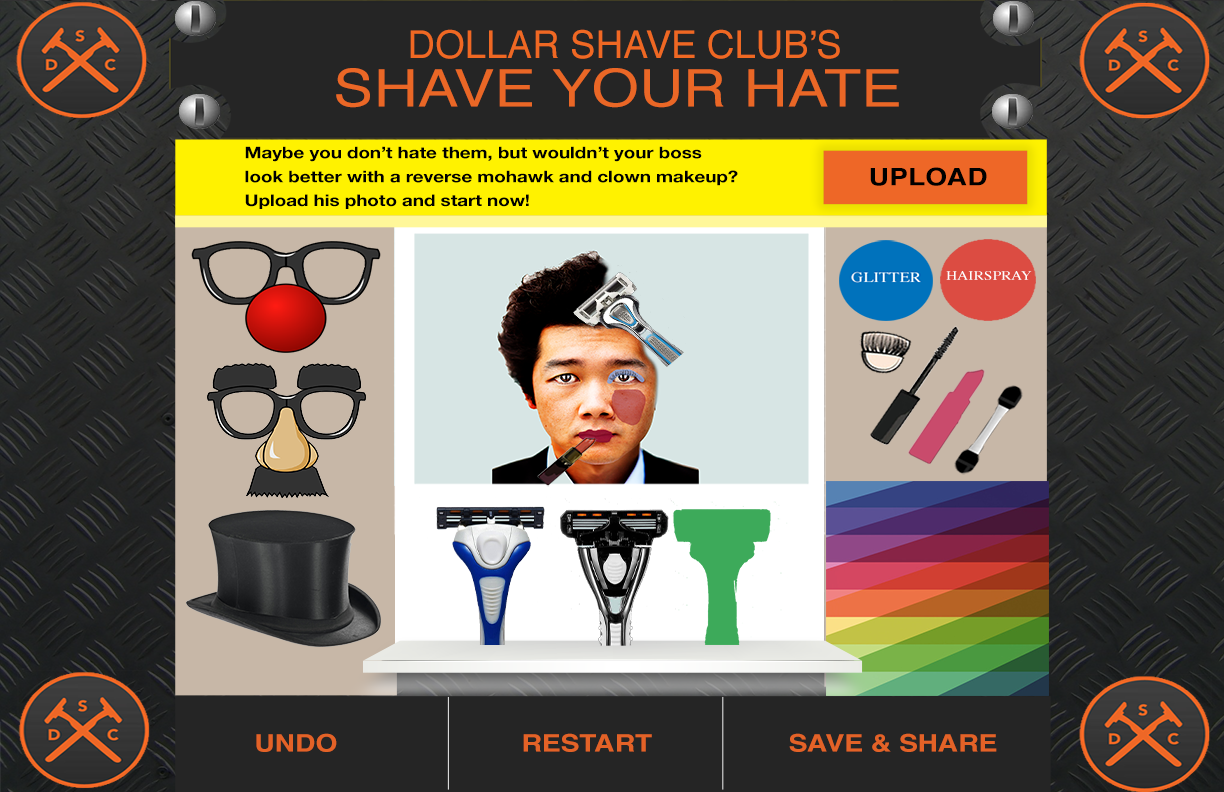 S
D C
DOLLAR SHAVE CLUB'S
SHAVE YOUR HATE
S
D C
Maybe you don't hate them, but wouldn't your boss
look better with a reverse mohawk and clown makeup?
Upload his photo and start now!
UPLOAD
GLITTER
HAIRSPRAY
S
D C
UNDO
RESTART
SAVE & SHARE
S
D C